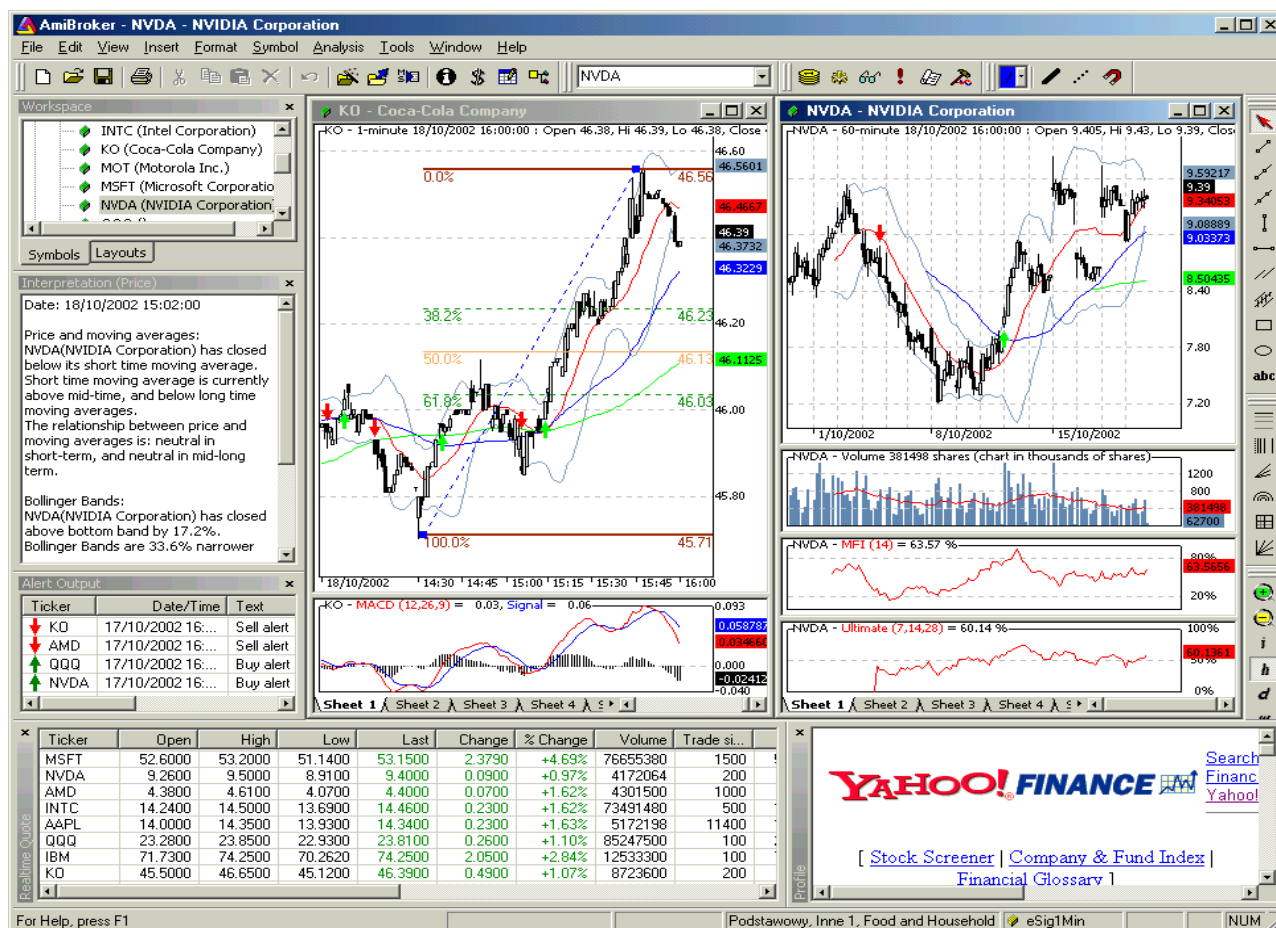 AmiBroker - NVDA - NVIDIA Corporation
File Edit View Insert Format Symbol Analysis Tools Window Help
NVDA
Workspace
INTC (Intel Corporation)
KO (Coca-Cola Company)
MOT (Motorola Inc.)
MSFT (Microsoft Corporatio
NVDA (NVIDIA Corporation
Symbols Layouts
Interpretation (Price)
Date: 18/10/2002 15:02:00
Price and moving averages:
NVDA(NVIDIA Corporation) has closed
below its short time moving average.
Short time moving average is currently
above mid-time, and below long time
moving averages.
The relationship between price and
moving averages is: neutral in
short-term, and neutral in mid-long
term.
Bollinger Bands:
NVDA(NVIDIA Corporation) has closed
above bottom band by 17.2%.
Bollinger Bands are 33.6% narrower
Alert Output
Ticker Date/Time Text
KO 17/10/2002 16:... Sell alert
AMD 17/10/2002 16:... Sell alert
QQQ 17/10/2002 16:... Buy alert
NVDA 17/10/2002 16:... Buy alert
KO - Coca-Cola Company
KO - 1-minute 18/10/2002 16:00:00 : Open 46.38, Hi 46.39, Lo 46.38, Close
46.60
46.5601
0.0% 46.56
46.4667
46.39
46.3732
46.3229
38.2% 46.23
46.20
50.0% 46.13
46.1125
61.8% 46.03
46.00
45.80
100.0% 45.71
18/10/2002 14:30 14:45 15:00 15:15 15:30 15:45 16:00
KO - MACD (12,26,9) = 0.03, Signal = 0.06
0.093
0.058787
0.034660
0.000
-0.02412
-0.040
Sheet 1 Sheet 2 Sheet 3 Sheet 4 S
NVDA - NVIDIA Corporation
NVDA - 60-minute 18/10/2002 16:00:00 : Open 9.405, Hi 9.43, Lo 9.39, Clos
9.59217
9.39
9.34053
9.08889
9.03373
8.50435
8.40
7.80
7.20
1/10/2002 8/10/2002 15/10/2002
NVDA - Volume 381498 shares (chart in thousands of shares)
1200
800
381498
62700
NVDA - MFI (14) = 63.57 %
80%
63.5656
20%
NVDA - Ultimate (7,14,28) = 60.14 %
100%
60.1361
50%
0%
Sheet 1 Sheet 2 Sheet 3 Sheet 4 S
abc
i
h
d
Realtime Quote
Ticker Open High Low Last Change % Change Volume Trade si...
MSFT 52.6000 53.2000 51.1400 53.1500 2.3790 +4.69% 76655380 1500
NVDA 9.2600 9.5000 8.9100 9.4000 0.0900 +0.97% 4172064 200
AMD 4.3800 4.6100 4.0700 4.4000 0.0700 +1.62% 4301500 1000
INTC 14.2400 14.5000 13.6900 14.4600 0.2300 +1.62% 73491480 500
AAPL 14.0000 14.3500 13.9300 14.3400 0.2300 +1.63% 5172198 11400
QQQ 23.2800 23.8500 22.9300 23.8100 0.2600 +1.10% 85247500 100
IBM 71.7300 74.2500 70.2620 74.2500 2.0500 +2.84% 12533300 100
KO 45.5000 46.6500 45.1200 46.3900 0.4900 +1.07% 8723600 200
Profile
YAHOO! FINANCE
Search
Financ
Yahoo!
[ Stock Screener | Company & Fund Index |
Financial Glossary ]
For Help, press F1
Podstawowy, Inne 1, Food and Household
eSig1Min
NUM